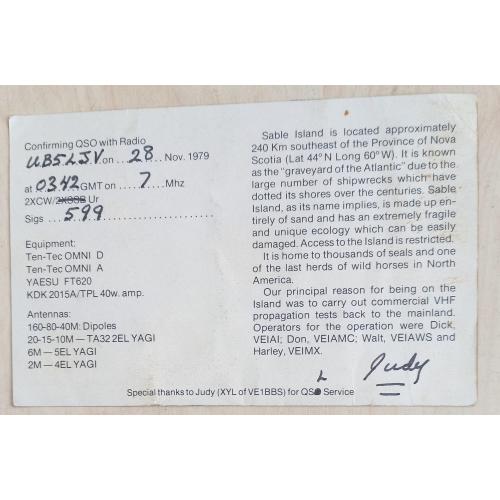 Confirming QSO with Radio
UB5LJV on ... 28 ..... Nov. 1979
at 0342 GMT on ..... 7 ..... Mhz
2XCW/2XSSB Ur
Sigs ..... 599 ........................
Equipment:
Ten-Tec OMNI D
Ten-Tec OMNI A
YAESU FT620
KDK 2015A/TPL 40w. amp.
Antennas:
160-80-40M: Dipoles
20-15-10M — TA32 2EL YAGI
6M — 5EL YAGI
2M — 4EL YAGI
Sable Island is located approximately
240 Km southeast of the Province of Nova
Scotia (Lat 44° N Long 60° W). It is known
as the "graveyard of the Atlantic" due to the
large number of shipwrecks which have
dotted its shores over the centuries. Sable
Island, as its name implies, is made up en-
tirely of sand and has an extremely fragile
and unique ecology which can be easily
damaged. Access to the Island is restricted.
It is home to thousands of seals and one
of the last herds of wild horses in North
America.
Our principal reason for being on the
Island was to carry out commercial VHF
propagation tests back to the mainland.
Operators for the operation were Dick,
VEIAI; Don, VEIAMC; Walt, VEIAWS and
Harley, VEIMX.
L Judy
Special thanks to Judy (XYL of VE1BBS) for QSO Service